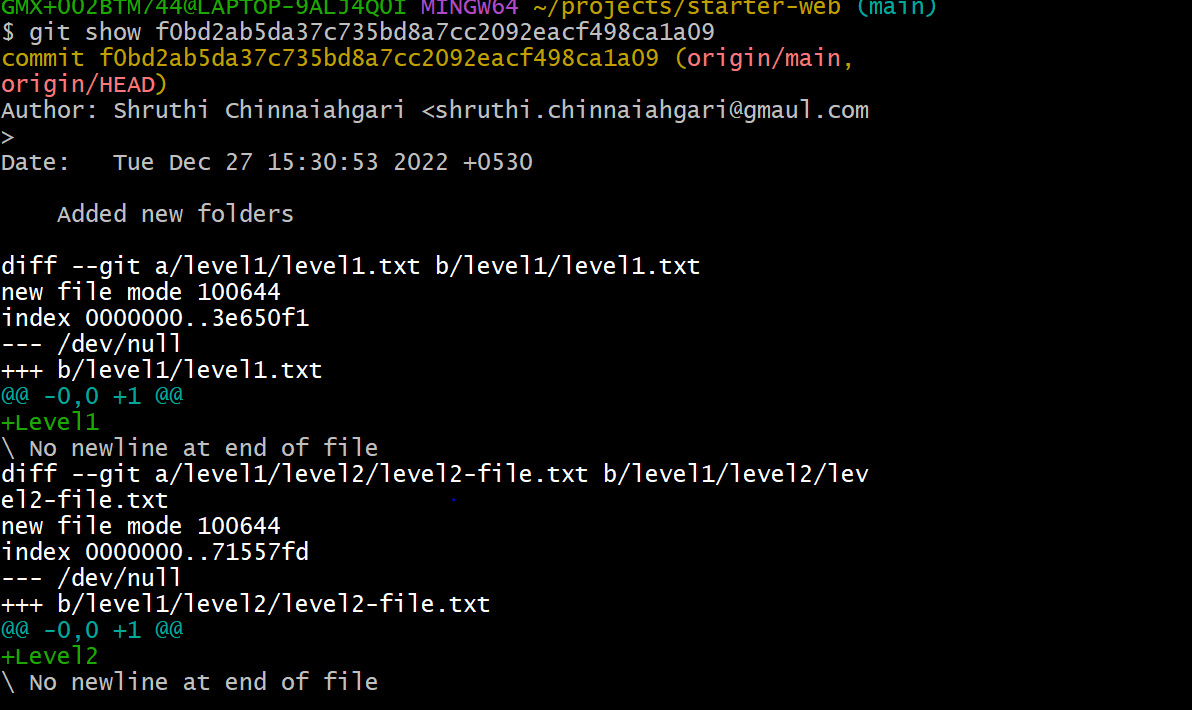 GMX+002BTM744@LAPTOP-9ALJ4QOI MINGW64 ~/projects/starter-web (main)
$ git show f0bd2ab5da37c735bd8a7cc2092eacf498ca1a09
commit f0bd2ab5da37c735bd8a7cc2092eacf498ca1a09 (origin/main,
origin/HEAD)
Author: Shruthi Chinnaiahgari <shruthi.chinnaiahgari@gmaul.com
>
Date:   Tue Dec 27 15:30:53 2022 +0530
    Added new folders
diff --git a/level1/level1.txt b/level1/level1.txt
new file mode 100644
index 0000000..3e650f1
--- /dev/null
+++ b/level1/level1.txt
@@ -0,0 +1 @@
+Level1
\ No newline at end of file
diff --git a/level1/level2/level2-file.txt b/level1/level2/lev
el2-file.txt
new file mode 100644
index 0000000..71557fd
--- /dev/null
+++ b/level1/level2/level2-file.txt
@@ -0,0 +1 @@
+Level2
\ No newline at end of file